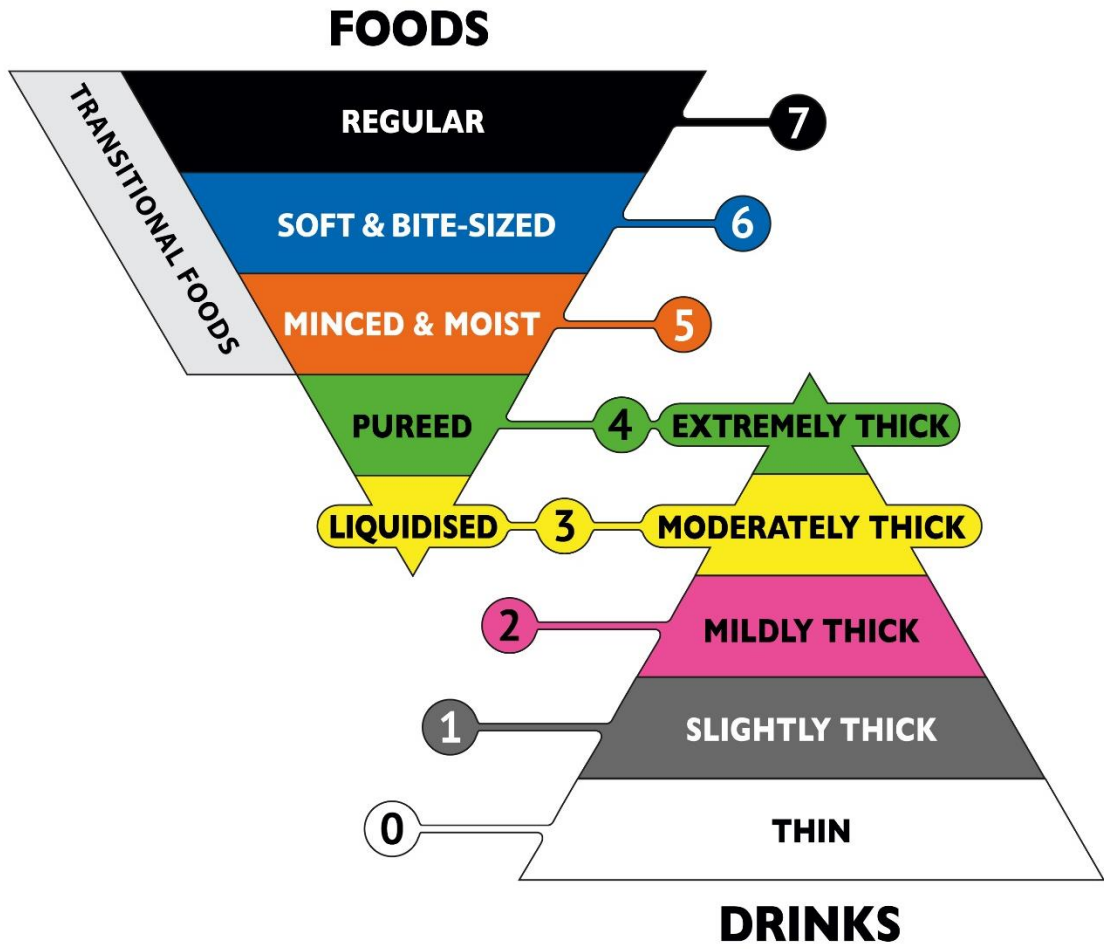 FOODS
TRANSITIONAL FOODS
REGULAR
7
SOFT & BITE-SIZED
6
MINCED & MOIST
5
PUREED
4
EXTREMELY THICK
LIQUIDISED
3
MODERATELY THICK
2
MILDLY THICK
1
SLIGHTLY THICK
0
THIN
DRINKS